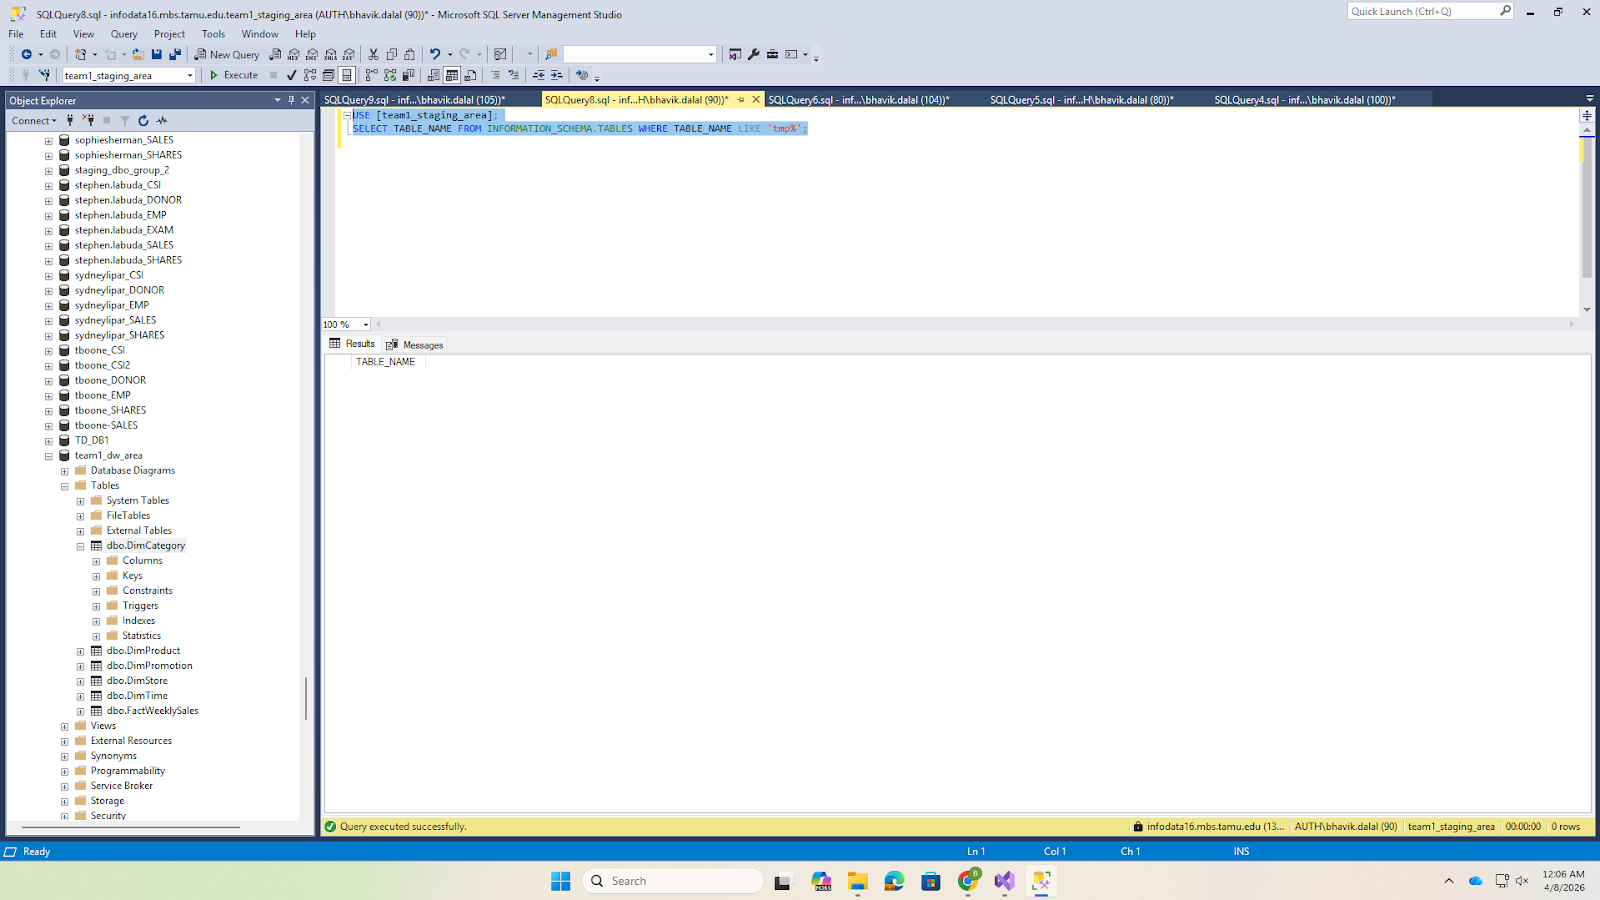 SQLQuery8.sql - infodata16.mbs.tamu.edu.team1_staging_area (AUTH\bhavik.dalal (90))* - Microsoft SQL Server Management Studio
Quick Launch (Ctrl+Q)
File Edit View Query Project Tools Window Help
New Query
team1_staging_area
Execute
Object Explorer
SQLQuery9.sql - inf...\bhavik.dalal (105))*
SQLQuery8.sql - inf...H\bhavik.dalal (90))*
SQLQuery6.sql - inf...\bhavik.dalal (104))*
SQLQuery5.sql - inf...H\bhavik.dalal (80))*
SQLQuery4.sql - inf...\bhavik.dalal (100))*
Connect
sophiesherman_SALES
sophiesherman_SHARES
staging_dbo_group_2
stephen.labuda_CSI
stephen.labuda_DONOR
stephen.labuda_EMP
stephen.labuda_EXAM
stephen.labuda_SALES
stephen.labuda_SHARES
sydneylipar_CSI
sydneylipar_DONOR
sydneylipar_EMP
sydneylipar_SALES
sydneylipar_SHARES
tboone_CSI
tboone_CSI2
tboone_DONOR
tboone_EMP
tboone_SHARES
tboone-SALES
TD_DB1
team1_dw_area
Database Diagrams
Tables
System Tables
FileTables
External Tables
dbo.DimCategory
Columns
Keys
Constraints
Triggers
Indexes
Statistics
dbo.DimProduct
dbo.DimPromotion
dbo.DimStore
dbo.DimTime
dbo.FactWeeklySales
Views
External Resources
Synonyms
Programmability
Service Broker
Storage
Security
USE [team1_staging_area];
SELECT TABLE_NAME FROM INFORMATION_SCHEMA.TABLES WHERE TABLE_NAME LIKE 'tmp%';
100 %
Results Messages
TABLE_NAME
Query executed successfully.
infodata16.mbs.tamu.edu (13... AUTH\bhavik.dalal (90) team1_staging_area 00:00:00 0 rows
Ready
Ln 1 Col 1 Ch 1 INS
Search
12:06 AM
4/8/2026